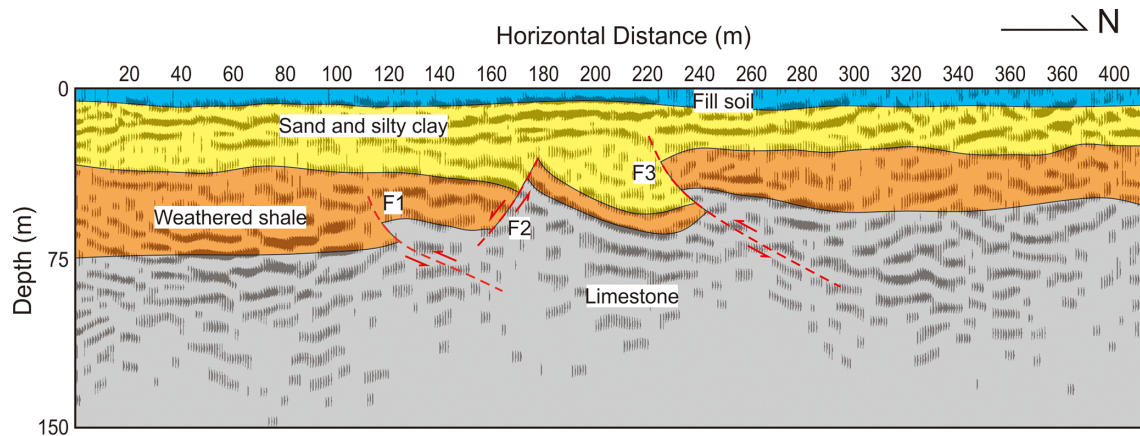 N
Horizontal Distance (m)
20 40 60 80 100 120 140 160 180 200 220 240 260 280 300 320 340 360 380 400
0
Fill soil
Sand and silty clay
F3
F1
Weathered shale
F2
75
Limestone
150
Depth (m)